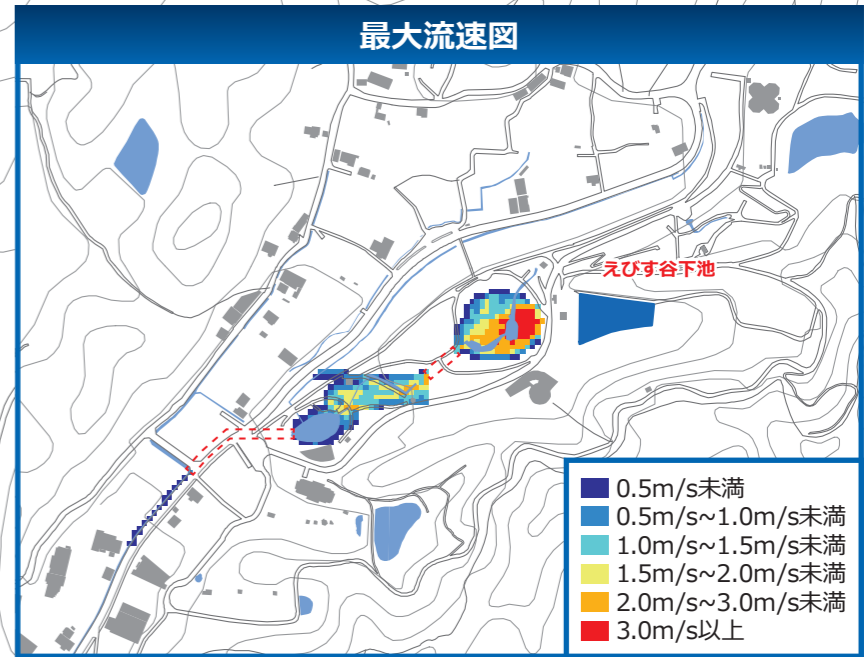 最大流速図
えびす谷下池
0.5m/s未満
0.5m/s~1.0m/s未満
1.0m/s~1.5m/s未満
1.5m/s~2.0m/s未満
2.0m/s~3.0m/s未満
3.0m/s以上